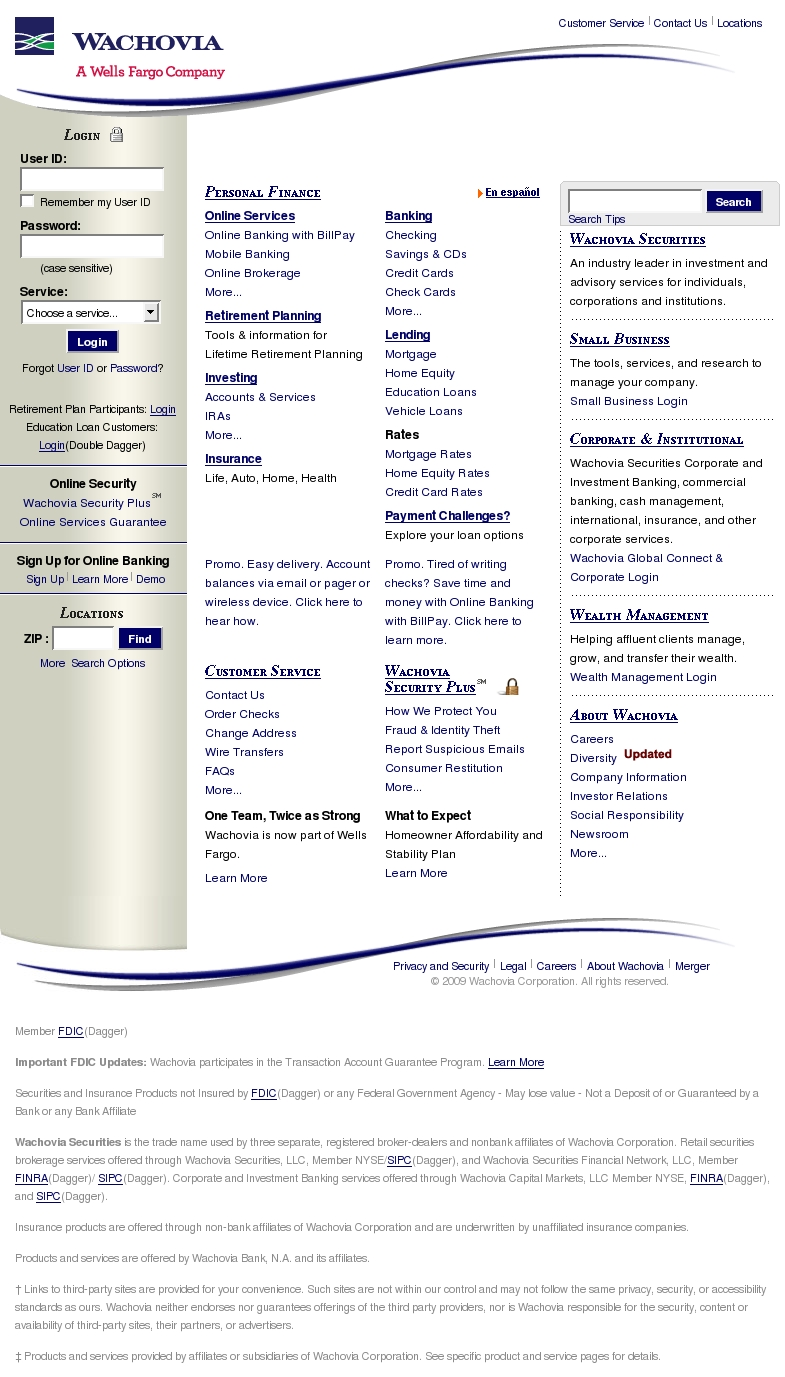 WACHOVIA
A Wells Fargo Company
Customer Service | Contact Us | Locations
LOGIN
User ID:
Remember my User ID
Password:
(case sensitive)
Service:
Choose a service...
Login
Forgot User ID or Password?
Retirement Plan Participants: Login
Education Loan Customers:
Login(Double Dagger)
Online Security
Wachovia Security Plus℠
Online Services Guarantee
Sign Up for Online Banking
Sign Up | Learn More | Demo
LOCATIONS
ZIP : Find
More Search Options
PERSONAL FINANCE
En español
Online Services
Online Banking with BillPay
Mobile Banking
Online Brokerage
More...
Retirement Planning
Tools & information for
Lifetime Retirement Planning
Investing
Accounts & Services
IRAs
More...
Insurance
Life, Auto, Home, Health
Banking
Checking
Savings & CDs
Credit Cards
Check Cards
More...
Lending
Mortgage
Home Equity
Education Loans
Vehicle Loans
Rates
Mortgage Rates
Home Equity Rates
Credit Card Rates
Payment Challenges?
Explore your loan options
Promo. Easy delivery. Account
balances via email or pager or
wireless device. Click here to
hear how.
Promo. Tired of writing
checks? Save time and
money with Online Banking
with BillPay. Click here to
learn more.
CUSTOMER SERVICE
Contact Us
Order Checks
Change Address
Wire Transfers
FAQs
More...
One Team, Twice as Strong
Wachovia is now part of Wells
Fargo.
Learn More
WACHOVIA
SECURITY PLUS℠
How We Protect You
Fraud & Identity Theft
Report Suspicious Emails
Consumer Restitution
More...
What to Expect
Homeowner Affordability and
Stability Plan
Learn More
Search
Search Tips
WACHOVIA SECURITIES
An industry leader in investment and
advisory services for individuals,
corporations and institutions.
SMALL BUSINESS
The tools, services, and research to
manage your company.
Small Business Login
CORPORATE & INSTITUTIONAL
Wachovia Securities Corporate and
Investment Banking, commercial
banking, cash management,
international, insurance, and other
corporate services.
Wachovia Global Connect &
Corporate Login
WEALTH MANAGEMENT
Helping affluent clients manage,
grow, and transfer their wealth.
Wealth Management Login
ABOUT WACHOVIA
Careers
Diversity Updated
Company Information
Investor Relations
Social Responsibility
Newsroom
More...
Privacy and Security | Legal | Careers | About Wachovia | Merger
© 2009 Wachovia Corporation. All rights reserved.
Member FDIC(Dagger)
Important FDIC Updates: Wachovia participates in the Transaction Account Guarantee Program. Learn More
Securities and Insurance Products not Insured by FDIC(Dagger) or any Federal Government Agency - May lose value - Not a Deposit of or Guaranteed by a
Bank or any Bank Affiliate
Wachovia Securities is the trade name used by three separate, registered broker-dealers and nonbank affiliates of Wachovia Corporation. Retail securities
brokerage services offered through Wachovia Securities, LLC, Member NYSE/SIPC(Dagger), and Wachovia Securities Financial Network, LLC, Member
FINRA(Dagger)/ SIPC(Dagger). Corporate and Investment Banking services offered through Wachovia Capital Markets, LLC Member NYSE, FINRA(Dagger),
and SIPC(Dagger).
Insurance products are offered through non-bank affiliates of Wachovia Corporation and are underwritten by unaffiliated insurance companies.
Products and services are offered by Wachovia Bank, N.A. and its affiliates.
† Links to third-party sites are provided for your convenience. Such sites are not within our control and may not follow the same privacy, security, or accessibility
standards as ours. Wachovia neither endorses nor guarantees offerings of the third party providers, nor is Wachovia responsible for the security, content or
availability of third-party sites, their partners, or advertisers.
‡ Products and services provided by affiliates or subsidiaries of Wachovia Corporation. See specific product and service pages for details.